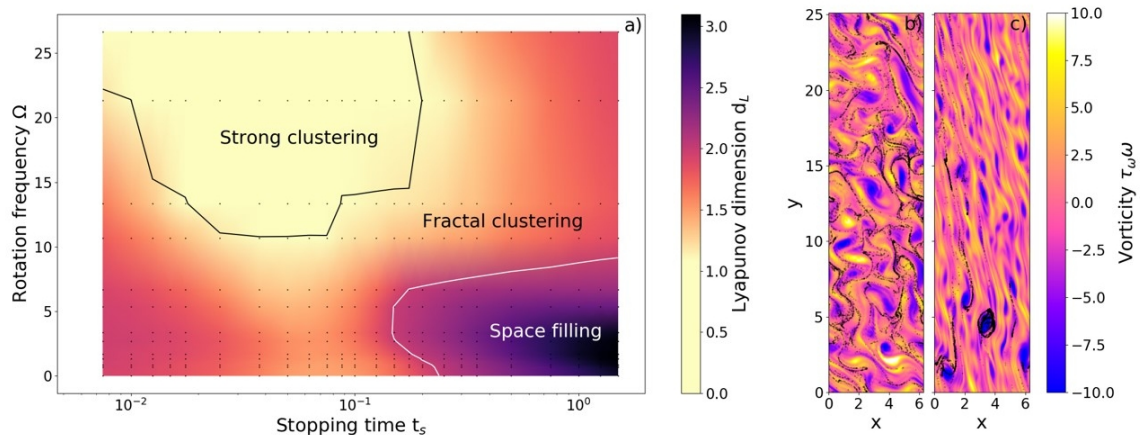 a)
25
20
15
10
5
0
Rotation frequency Ω
Strong clustering
Fractal clustering
Space filling
10⁻²
10⁻¹
10⁰
Stopping time tₛ
3.0
2.5
2.0
1.5
1.0
0.5
0.0
Lyapunov dimension d_L
b)
25
20
15
10
5
0
y
0 2 4 6
x
c)
0 2 4 6
x
10.0
7.5
5.0
2.5
0.0
−2.5
−5.0
−7.5
−10.0
Vorticity τ_ω ω